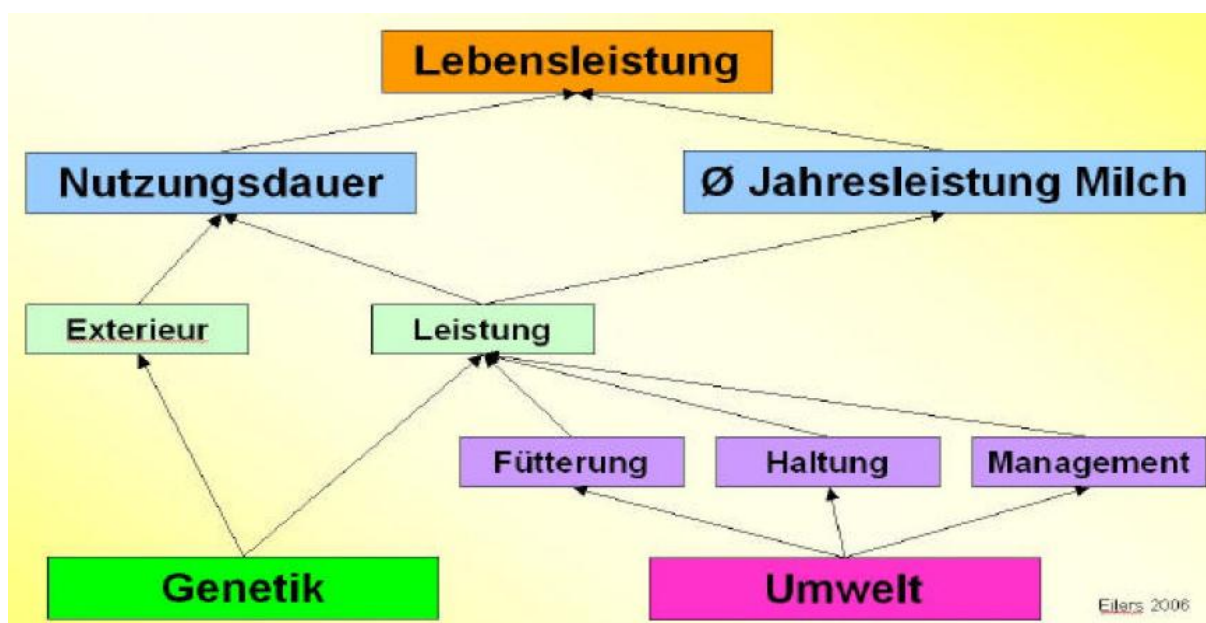 Lebensleistung
Nutzungsdauer
Ø Jahresleistung Milch
Exterieur
Leistung
Fütterung
Haltung
Management
Genetik
Umwelt
Eilers 2006